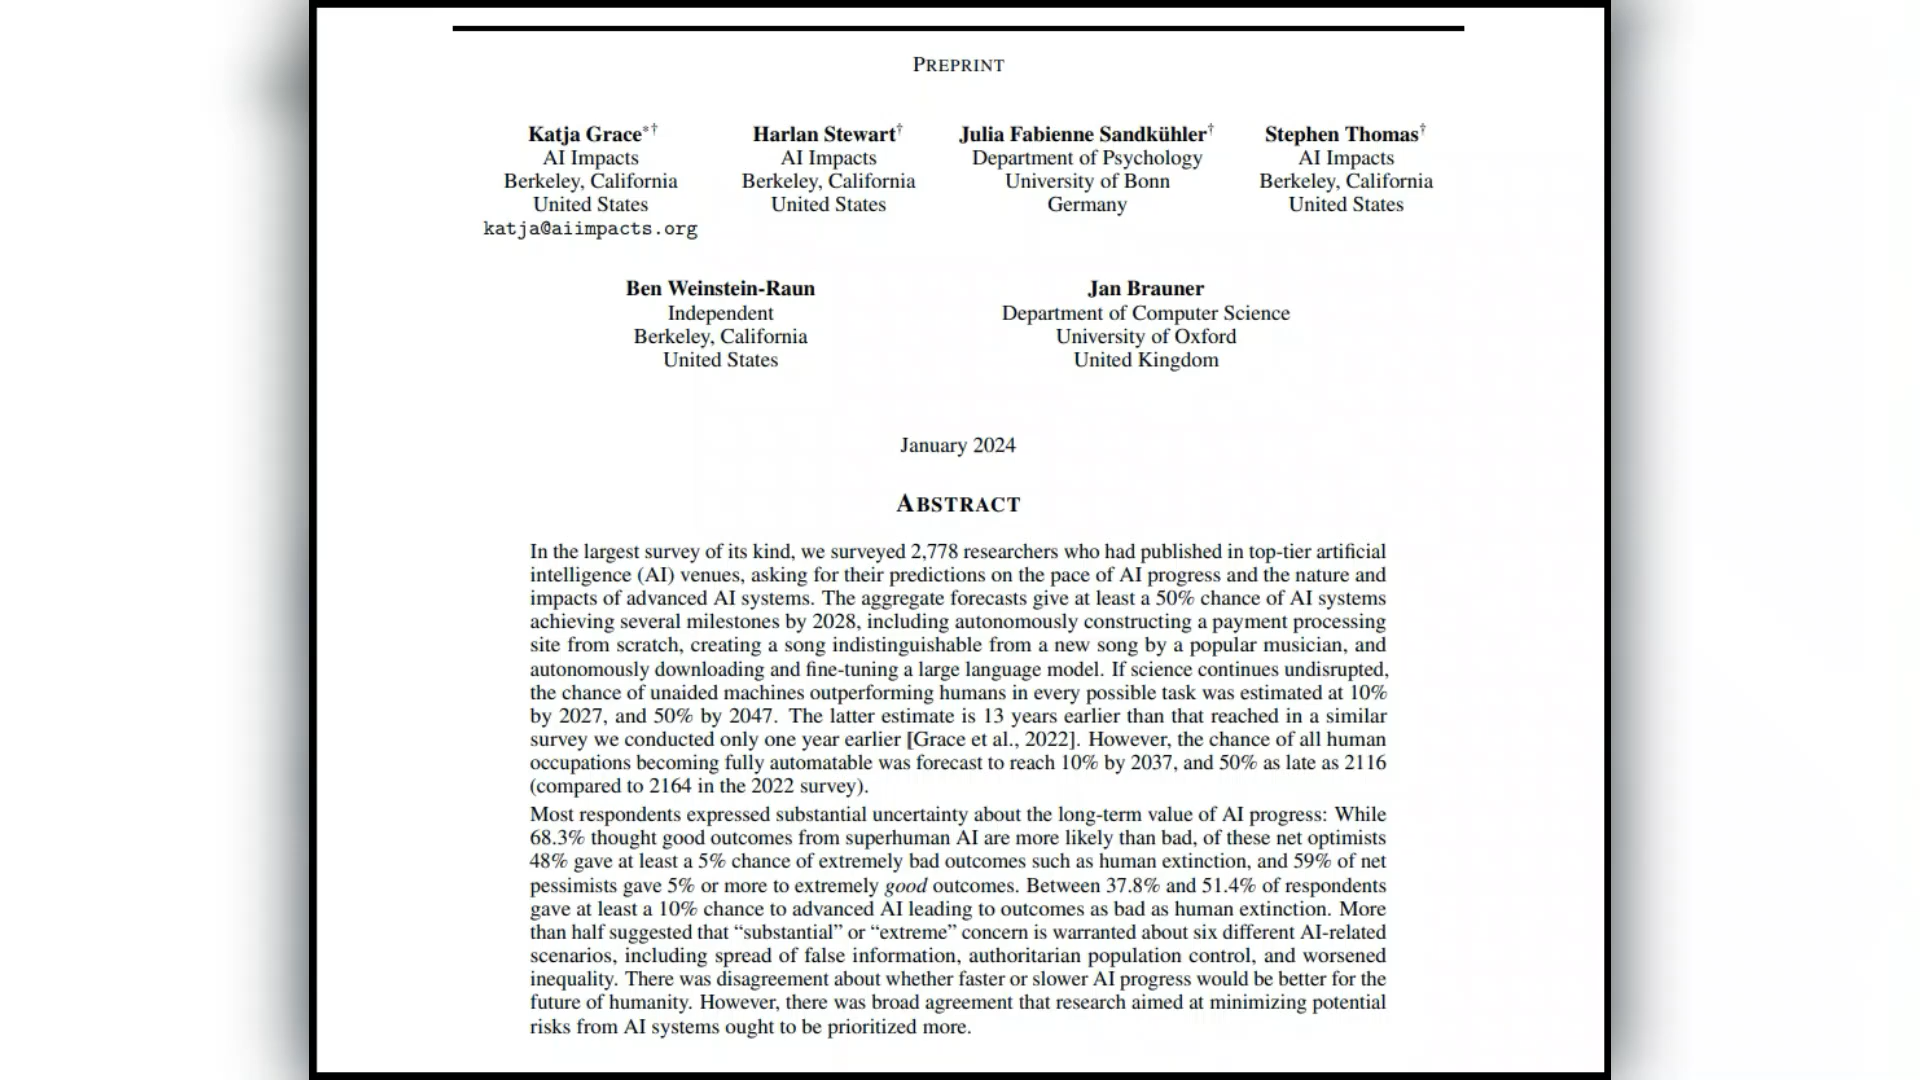 PREPRINT
Katja Grace*† Harlan Stewart† Julia Fabienne Sandkühler† Stephen Thomas†
AI Impacts AI Impacts Department of Psychology AI Impacts
Berkeley, California Berkeley, California University of Bonn Berkeley, California
United States United States Germany United States
katja@aiimpacts.org
Ben Weinstein-Raun Jan Brauner
Independent Department of Computer Science
Berkeley, California University of Oxford
United States United Kingdom
January 2024
ABSTRACT
In the largest survey of its kind, we surveyed 2,778 researchers who had published in top-tier artificial
intelligence (AI) venues, asking for their predictions on the pace of AI progress and the nature and
impacts of advanced AI systems. The aggregate forecasts give at least a 50% chance of AI systems
achieving several milestones by 2028, including autonomously constructing a payment processing
site from scratch, creating a song indistinguishable from a new song by a popular musician, and
autonomously downloading and fine-tuning a large language model. If science continues undisrupted,
the chance of unaided machines outperforming humans in every possible task was estimated at 10%
by 2027, and 50% by 2047. The latter estimate is 13 years earlier than that reached in a similar
survey we conducted only one year earlier [Grace et al., 2022]. However, the chance of all human
occupations becoming fully automatable was forecast to reach 10% by 2037, and 50% as late as 2116
(compared to 2164 in the 2022 survey).
Most respondents expressed substantial uncertainty about the long-term value of AI progress: While
68.3% thought good outcomes from superhuman AI are more likely than bad, of these net optimists
48% gave at least a 5% chance of extremely bad outcomes such as human extinction, and 59% of net
pessimists gave 5% or more to extremely good outcomes. Between 37.8% and 51.4% of respondents
gave at least a 10% chance to advanced AI leading to outcomes as bad as human extinction. More
than half suggested that “substantial” or “extreme” concern is warranted about six different AI-related
scenarios, including spread of false information, authoritarian population control, and worsened
inequality. There was disagreement about whether faster or slower AI progress would be better for the
future of humanity. However, there was broad agreement that research aimed at minimizing potential
risks from AI systems ought to be prioritized more.